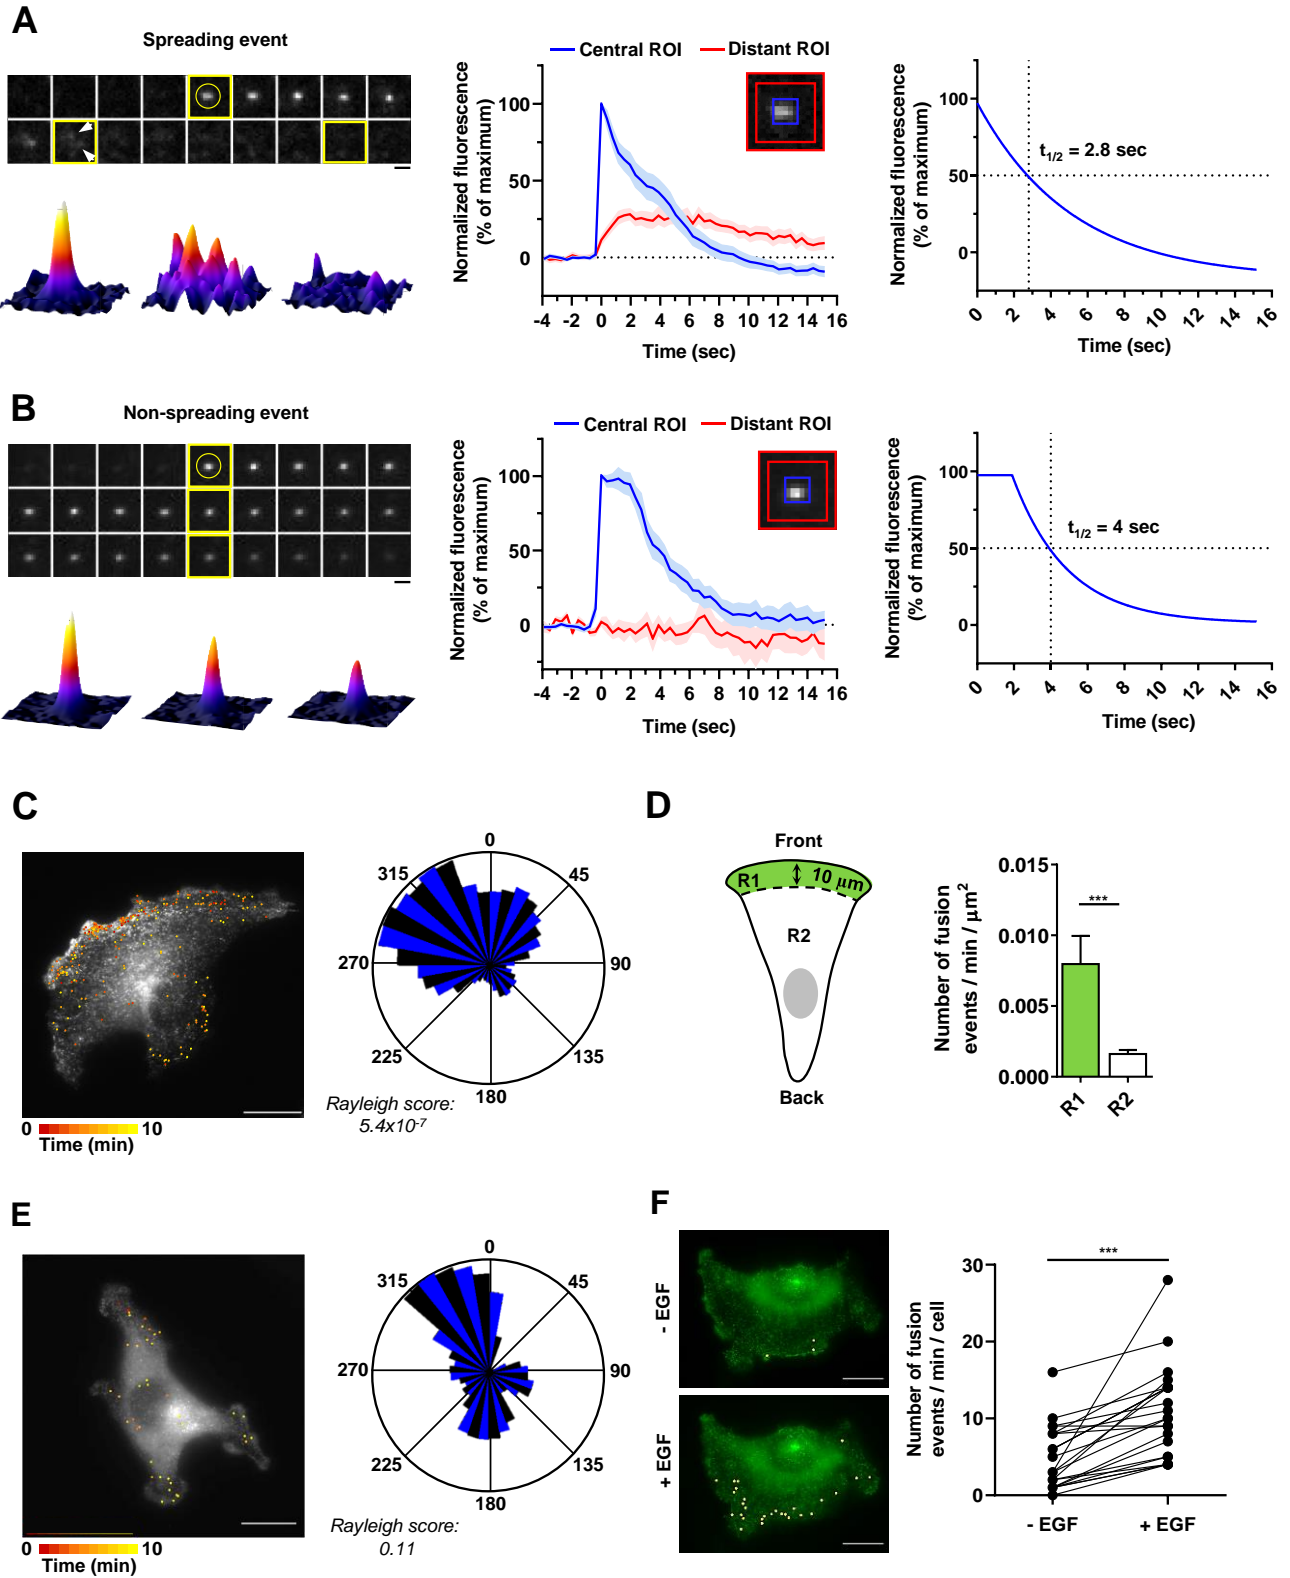 A
Spreading event
Central ROI
Distant ROI
Normalized fluorescence
(% of maximum)
100
50
0
-4 -2 0 2 4 6 8 10 12 14 16
Time (sec)
Normalized fluorescence
(% of maximum)
100
50
0
t1/2 = 2.8 sec
0 2 4 6 8 10 12 14 16
Time (sec)
B
Non-spreading event
Central ROI
Distant ROI
Normalized fluorescence
(% of maximum)
100
50
0
-4 -2 0 2 4 6 8 10 12 14 16
Time (sec)
Normalized fluorescence
(% of maximum)
100
50
0
t1/2 = 4 sec
0 2 4 6 8 10 12 14 16
Time (sec)
C
0 10
Time (min)
0
45
90
135
180
225
270
315
Rayleigh score:
5.4x10-7
D
Front
R1
10 μm
R2
Back
Number of fusion
events / min / μm2
0.015
0.010
0.005
0.000
***
R1
R2
E
0 10
Time (min)
0
45
90
135
180
225
270
315
Rayleigh score:
0.11
F
- EGF
+ EGF
Number of fusion
events / min / cell
30
20
10
0
***
- EGF
+ EGF